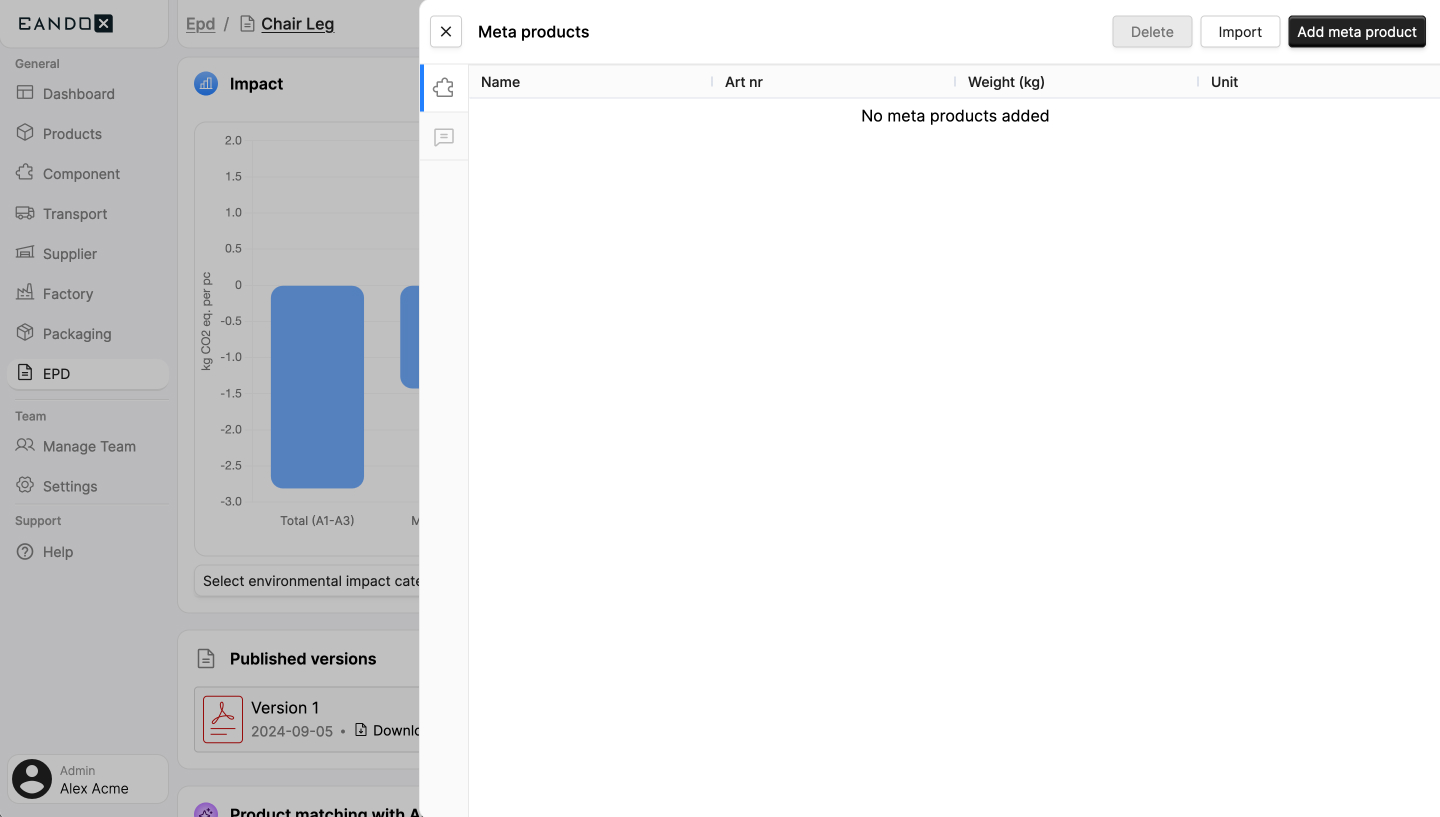 EANDOX
General
Dashboard
Products
Component
Transport
Supplier
Factory
Packaging
EPD
Team
Manage Team
Settings
Support
Help
Admin
Alex Acme
Epd / Chair Leg
Impact
2.0
1.5
1.0
0.5
0
-0.5
-1.0
-1.5
-2.0
-2.5
-3.0
kg CO2 eq. per pc
Total (A1-A3)
M
Select environmental impact cate
Published versions
Version 1
2024-09-05 • Downlo
Product matching with A
Meta products
Delete
Import
Add meta product
Name Art nr Weight (kg) Unit
No meta products added